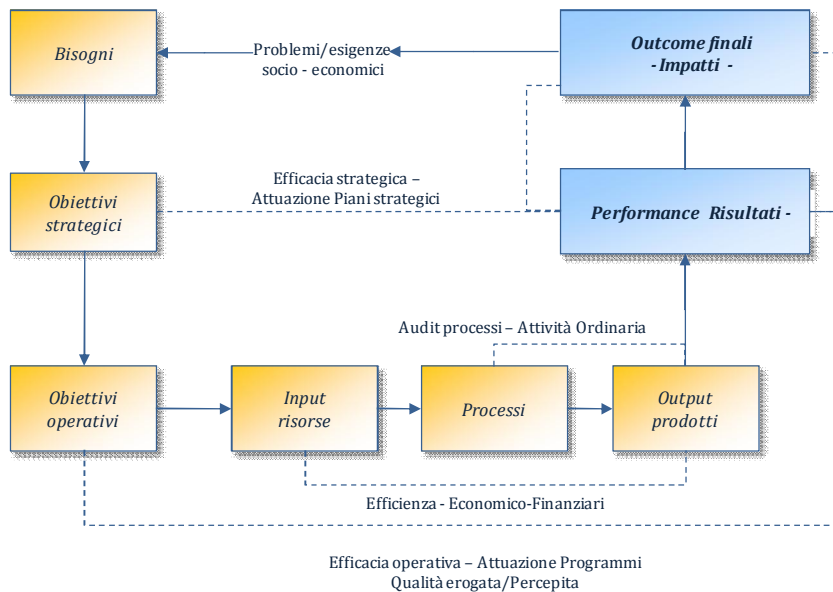 Bisogni
Problemi/esigenze
socio - economici
Outcome finali
- Impatti -
Obiettivi
strategici
Efficacia strategica –
Attuazione Piani strategici
Performance Risultati -
Audit processi – Attività Ordinaria
Obiettivi
operativi
Input
risorse
Processi
Output
prodotti
Efficienza - Economico-Finanziari
Efficacia operativa – Attuazione Programmi
Qualità erogata/Percepita